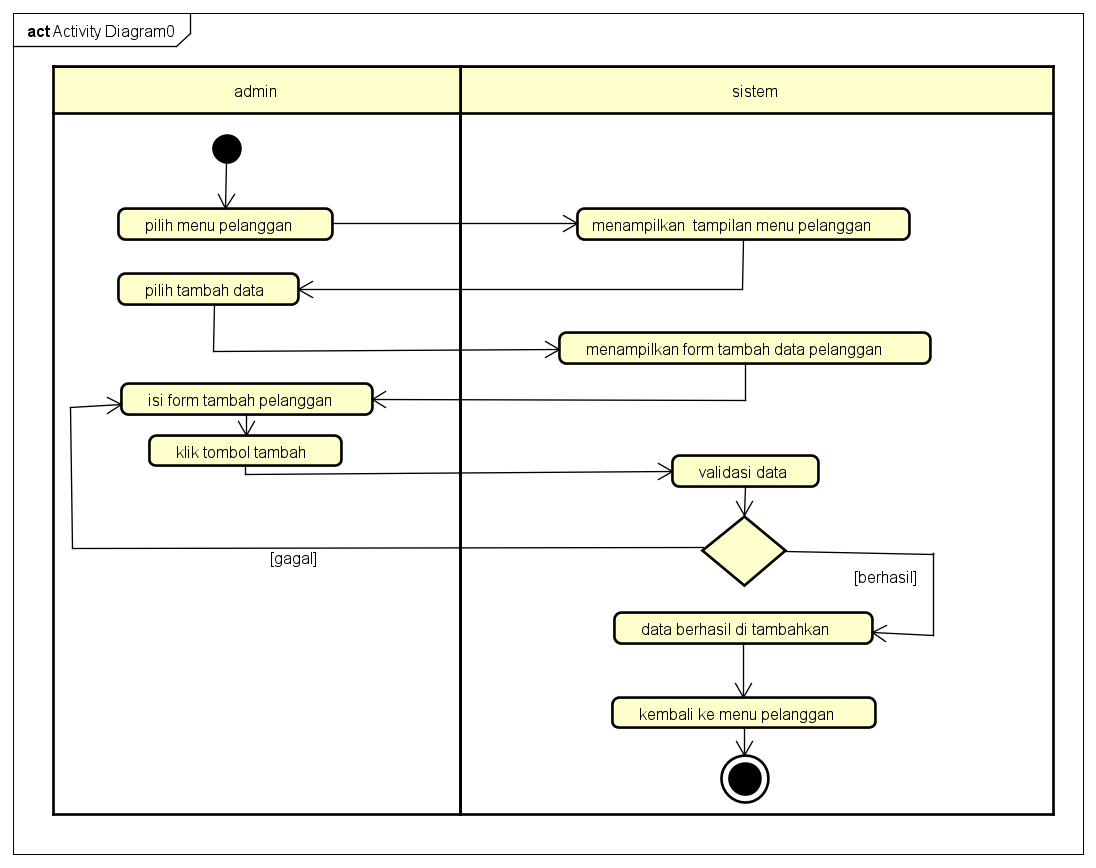 act Activity Diagram0
admin
sistem
pilih menu pelanggan
menampilkan tampilan menu pelanggan
pilih tambah data
menampilkan form tambah data pelanggan
isi form tambah pelanggan
klik tombol tambah
validasi data
[gagal]
[berhasil]
data berhasil di tambahkan
kembali ke menu pelanggan